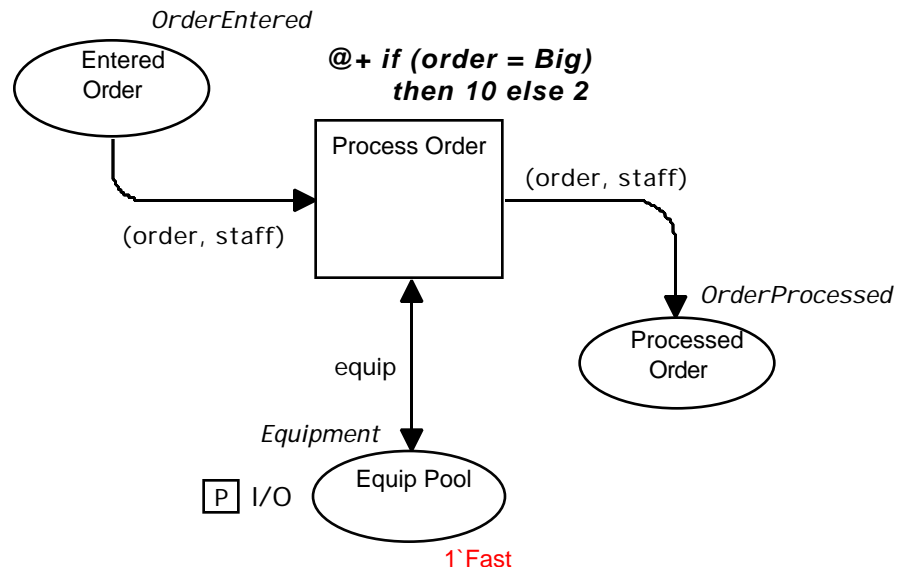 OrderEntered
Entered
Order
@+ if (order = Big)
then 10 else 2
Process Order
(order, staff)
(order, staff)
OrderProcessed
Processed
Order
equip
Equipment
Equip Pool
P I/O
1`Fast